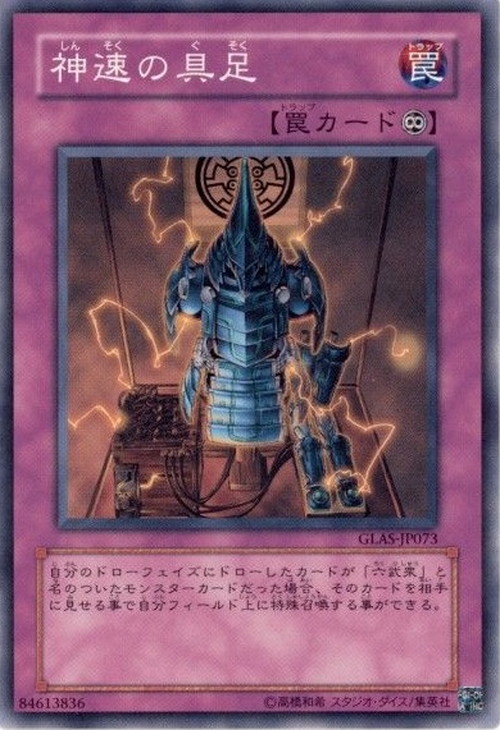 神速の具足
罠
【罠カード】
GLAS-JP073
自分のドローフェイズにドローしたカードが「六武衆」と
名のついたモンスターカードだった場合、そのカードを相手
に見せる事で自分フィールド上に特殊召喚する事ができる。
84613836
©高橋和希 スタジオ・ダイス/集英社